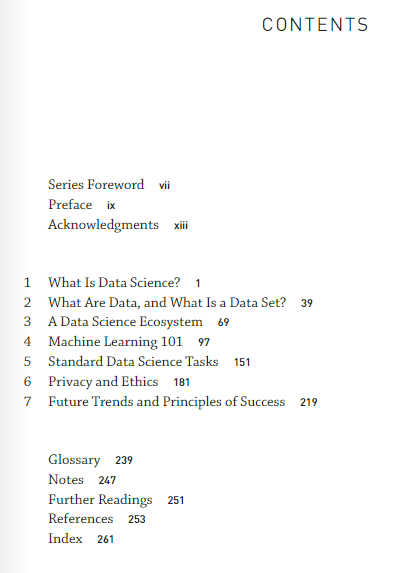 CONTENTS
Series Foreword vii
Preface ix
Acknowledgments xiii
1 What Is Data Science? 1
2 What Are Data, and What Is a Data Set? 39
3 A Data Science Ecosystem 69
4 Machine Learning 101 97
5 Standard Data Science Tasks 151
6 Privacy and Ethics 181
7 Future Trends and Principles of Success 219
Glossary 239
Notes 247
Further Readings 251
References 253
Index 261